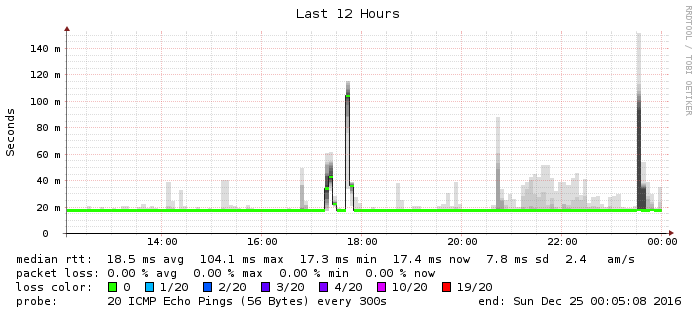 Last 12 Hours
RRDTOOL / TOBI OETIKER
Seconds
140 m
120 m
100 m
80 m
60 m
40 m
20 m
0
14:00 16:00 18:00 20:00 22:00 00:00
median rtt: 18.5 ms avg 104.1 ms max 17.3 ms min 17.4 ms now 7.8 ms sd 2.4 am/s
packet loss: 0.00 % avg 0.00 % max 0.00 % min 0.00 % now
loss color: 0 1/20 2/20 3/20 4/20 10/20 19/20
probe: 20 ICMP Echo Pings (56 Bytes) every 300s end: Sun Dec 25 00:05:08 2016